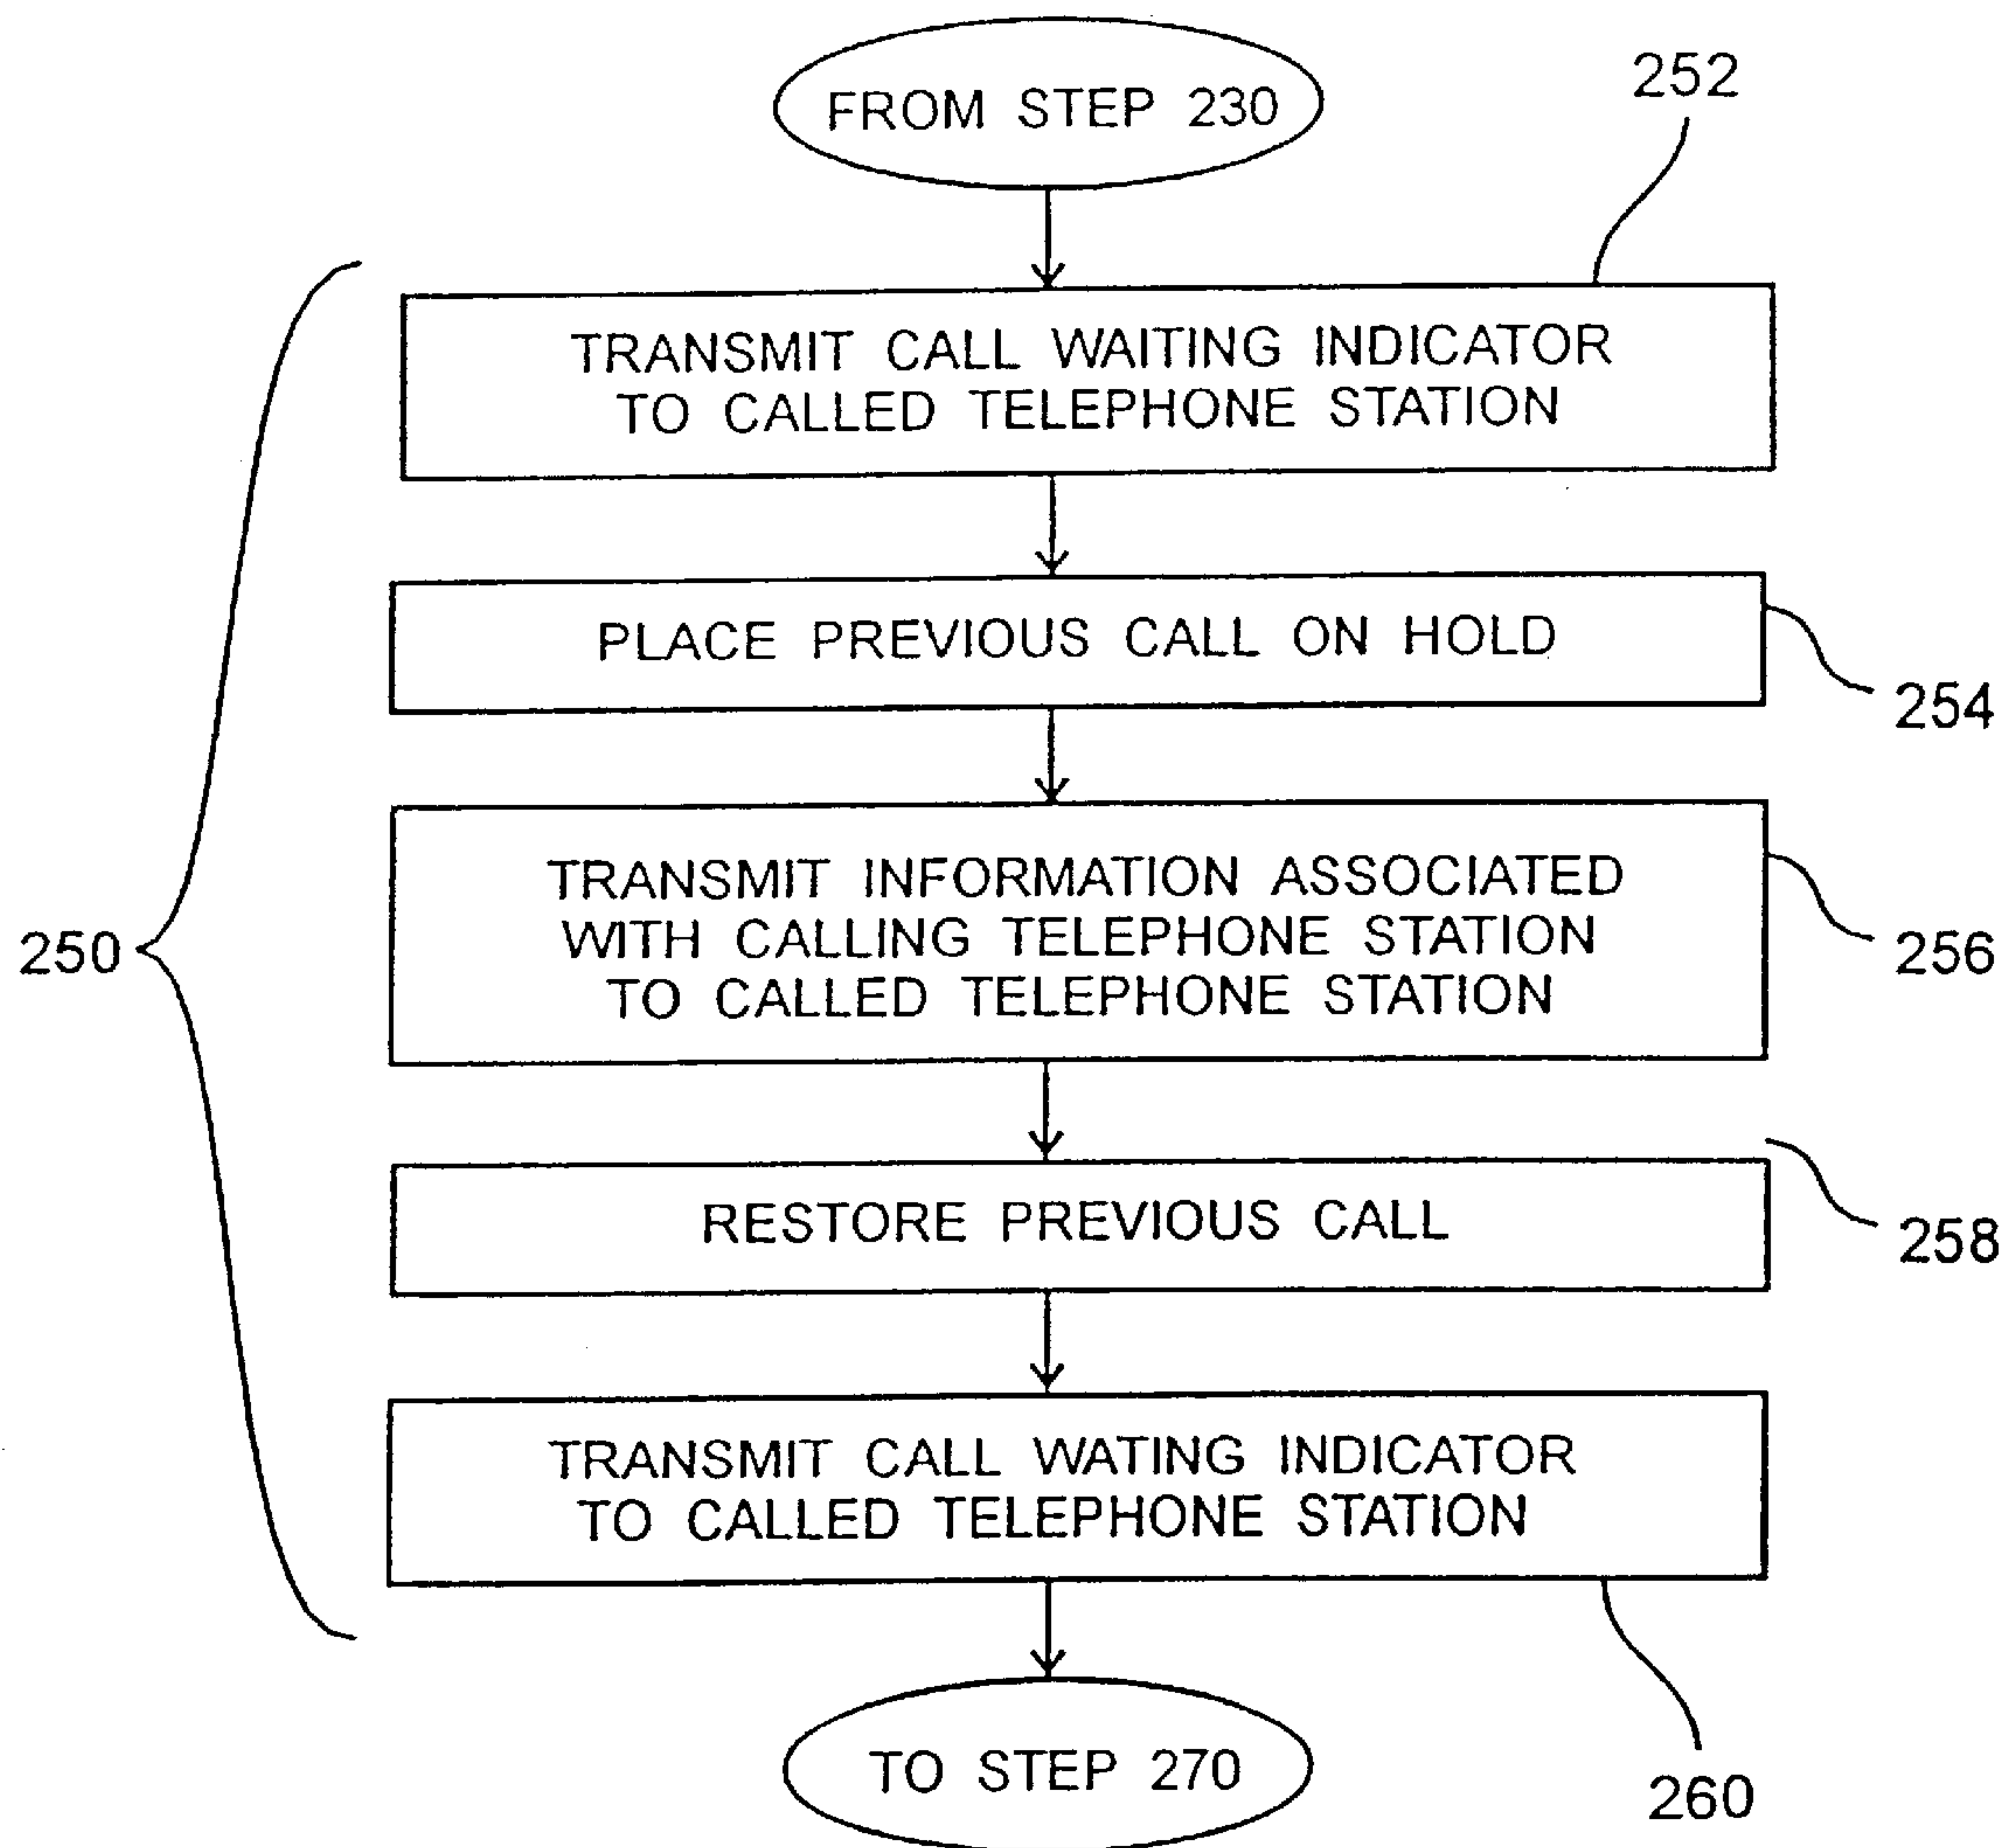 FROM STEP 230
252
TRANSMIT CALL WAITING INDICATOR
TO CALLED TELEPHONE STATION
PLACE PREVIOUS CALL ON HOLD
254
TRANSMIT INFORMATION ASSOCIATED
WITH CALLING TELEPHONE STATION
TO CALLED TELEPHONE STATION
250
256
RESTORE PREVIOUS CALL
258
TRANSMIT CALL WATING INDICATOR
TO CALLED TELEPHONE STATION
TO STEP 270
260